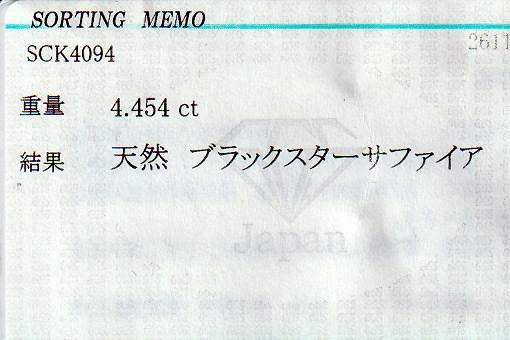 SORTING MEMO
2611
SCK4094
重量 4.454 ct
結果 天然 ブラックスターサファイア
Japan